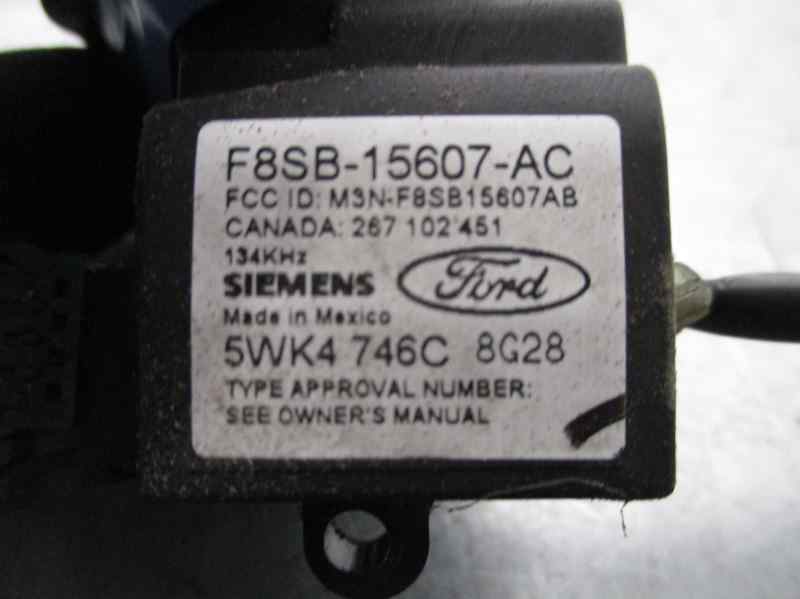 F8SB-15607-AC
FCC ID: M3N-F8SB15607AB
CANADA: 267 102 451
134KHz
SIEMENS Ford
Made in Mexico
5WK4 746C 8G28
TYPE APPROVAL NUMBER:
SEE OWNER'S MANUAL